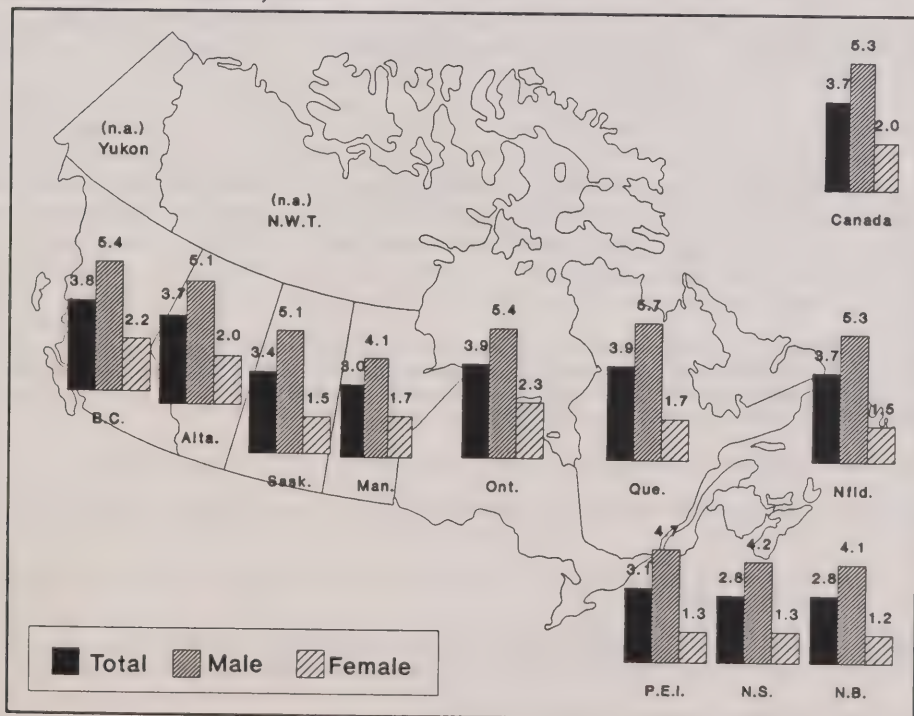 5.3
3.7
2.0
Canada
(n.a.)
Yukon
(n.a.)
N.W.T.
5.4
3.8
2.2
B.C.
5.1
3.7
2.0
Alta.
5.1
3.4
1.5
Sask.
4.1
3.0
1.7
Man.
5.4
3.9
2.3
Ont.
5.7
3.9
1.7
Que.
5.3
3.7
1.5
Nfld.
4.7
3.1
1.3
P.E.I.
4.2
2.8
1.3
N.S.
4.1
2.8
1.2
N.B.
Total Male Female